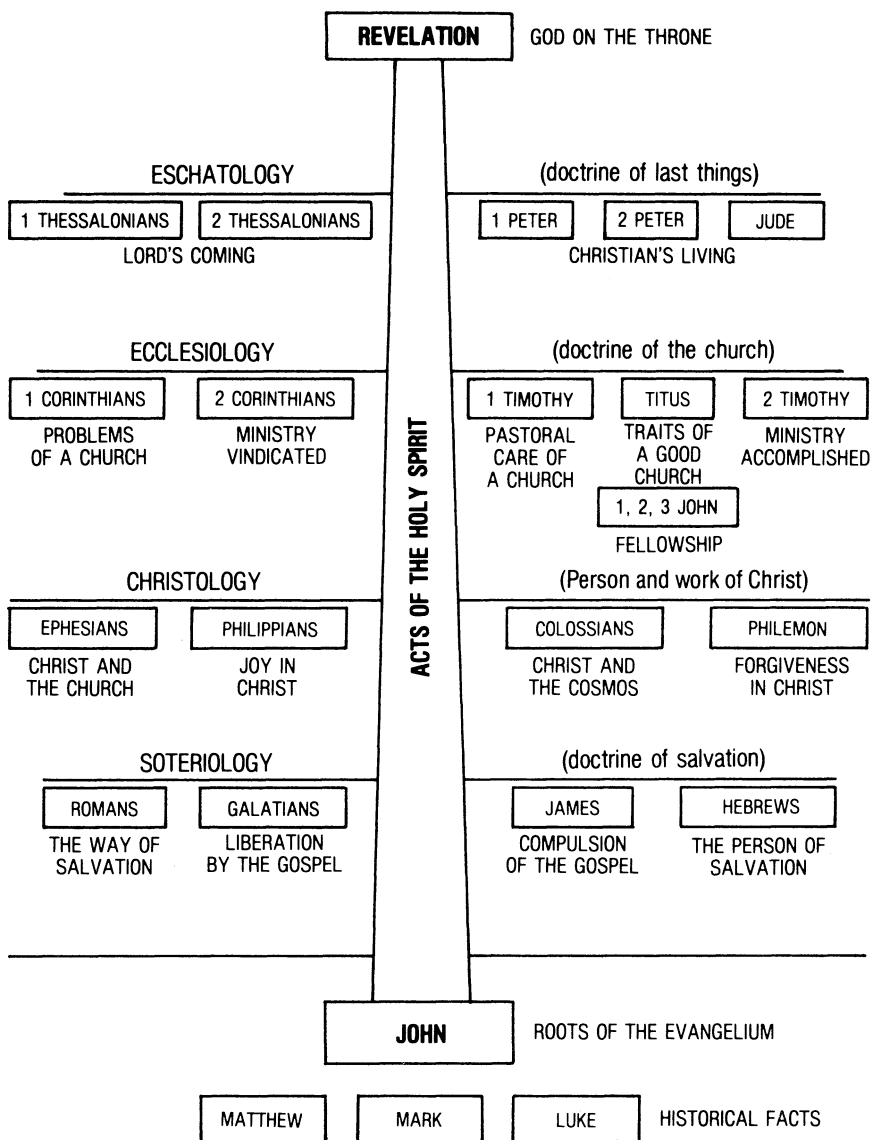 REVELATION GOD ON THE THRONE
ESCHATOLOGY (doctrine of last things)
1 THESSALONIANS 2 THESSALONIANS 1 PETER 2 PETER JUDE
LORD'S COMING CHRISTIAN'S LIVING
ECCLESIOLOGY (doctrine of the church)
1 CORINTHIANS 2 CORINTHIANS 1 TIMOTHY TITUS 2 TIMOTHY
PROBLEMS MINISTRY PASTORAL TRAITS OF MINISTRY
OF A CHURCH VINDICATED CARE OF A GOOD ACCOMPLISHED
A CHURCH CHURCH
1, 2, 3 JOHN
FELLOWSHIP
ACTS OF THE HOLY SPIRIT
CHRISTOLOGY (Person and work of Christ)
EPHESIANS PHILIPPIANS COLOSSIANS PHILEMON
CHRIST AND JOY IN CHRIST AND FORGIVENESS
THE CHURCH CHRIST THE COSMOS IN CHRIST
SOTERIOLOGY (doctrine of salvation)
ROMANS GALATIANS JAMES HEBREWS
THE WAY OF LIBERATION COMPULSION THE PERSON OF
SALVATION BY THE GOSPEL OF THE GOSPEL SALVATION
JOHN ROOTS OF THE EVANGELIUM
MATTHEW MARK LUKE HISTORICAL FACTS